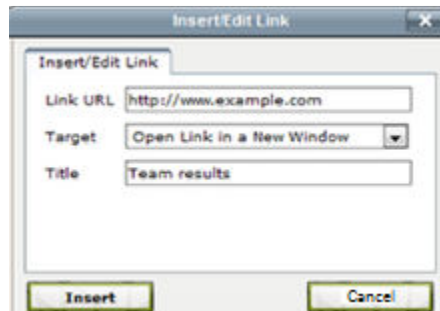 Insert/Edit Link
Insert/Edit Link
Link URL http://www.example.com
Target Open Link in a New Window
Title Team results
Insert Cancel